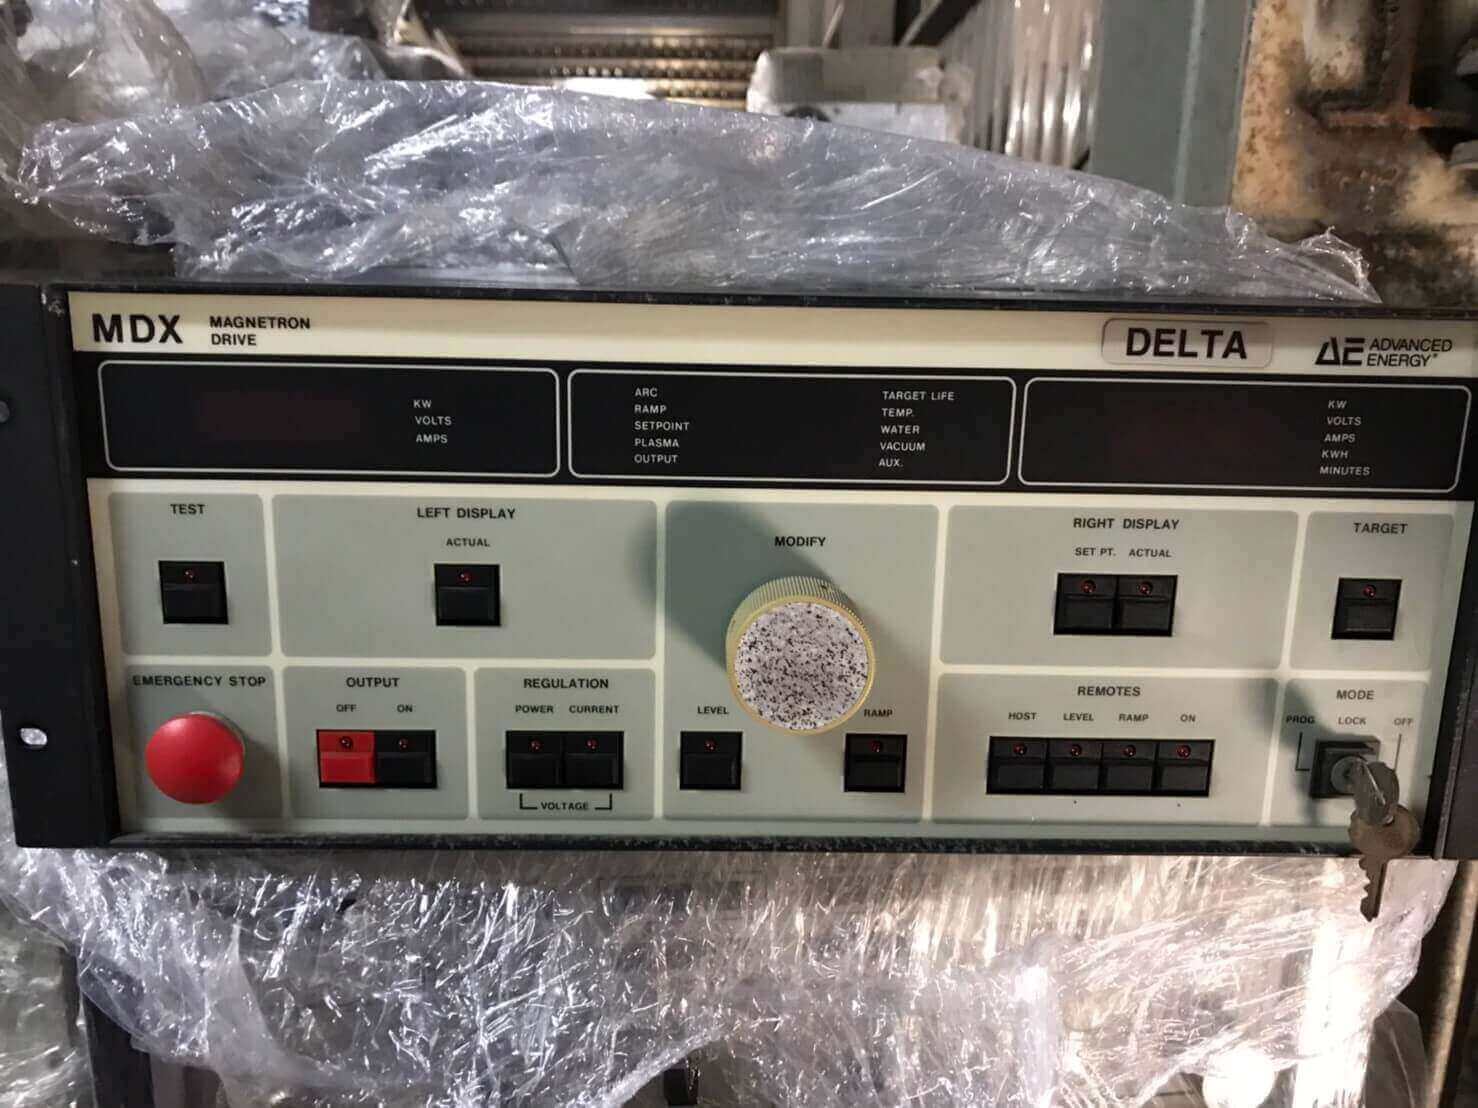 MDX MAGNETRON DRIVE
DELTA
AE ADVANCED ENERGY®
KW
VOLTS
AMPS
ARC
RAMP
SETPOINT
PLASMA
OUTPUT
TARGET LIFE
TEMP.
WATER
VACUUM
AUX.
KW
VOLTS
AMPS
KWH
MINUTES
TEST
LEFT DISPLAY
ACTUAL
MODIFY
LEVEL
RAMP
RIGHT DISPLAY
SET PT. ACTUAL
TARGET
EMERGENCY STOP
OUTPUT
OFF ON
REGULATION
POWER CURRENT
VOLTAGE
REMOTES
HOST LEVEL RAMP ON
MODE
PROG LOCK OFF